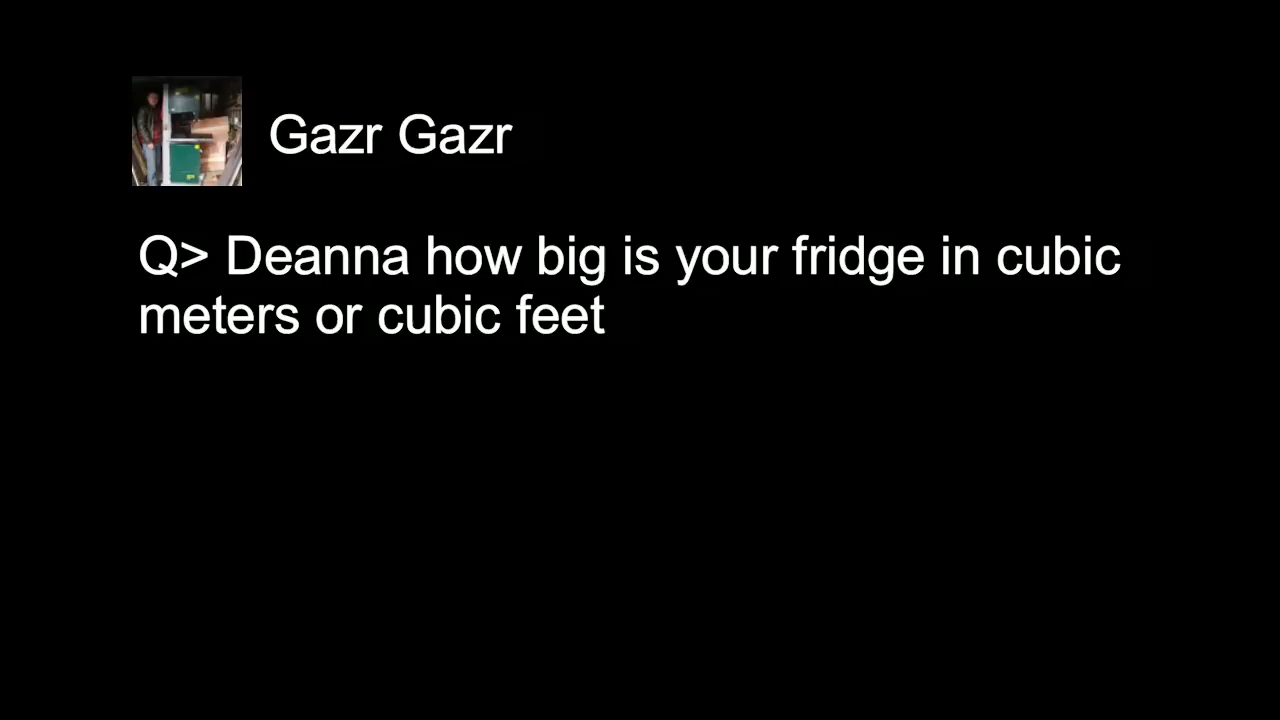 Gazr Gazr
Q> Deanna how big is your fridge in cubic
meters or cubic feet